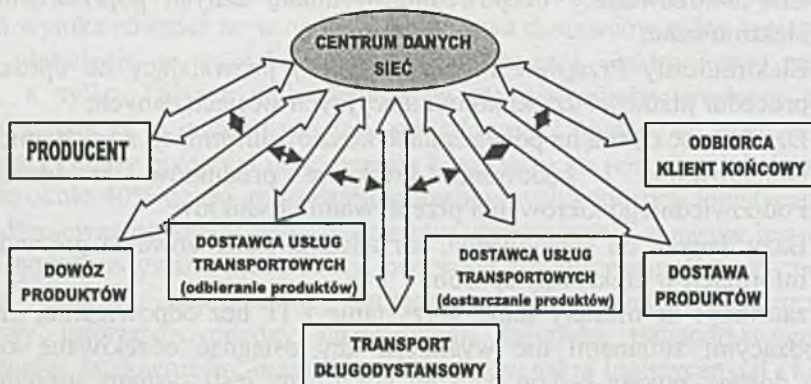 CENTRUM DANYCH
SIEĆ
PRODUCENT
ODBIORCA
KLIENT KOŃCOWY
DOWÓZ
PRODUKTÓW
DOSTAWCA USŁUG
TRANSPORTOWYCH
(odbieranie produktów)
DOSTAWCA USŁUG
TRANSPORTOWYCH
(dostarczanie produktów)
DOSTAWA
PRODUKTÓW
TRANSPORT
DŁUGODYSTANSOWY